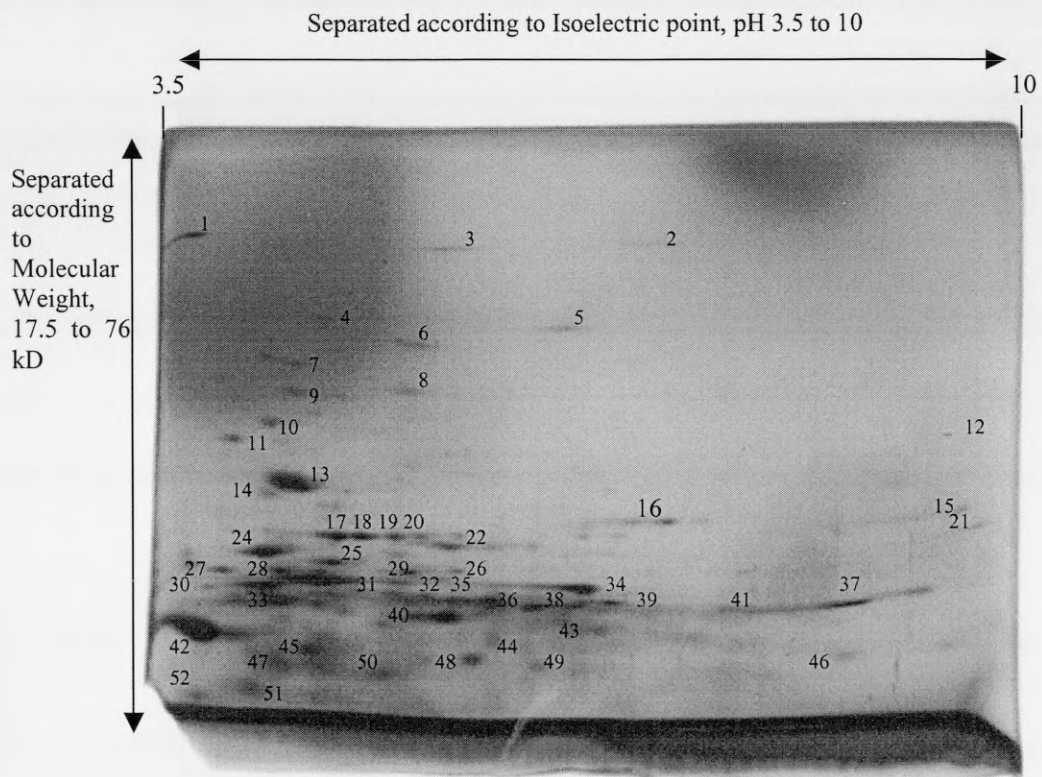 Separated according to Isoelectric point, pH 3.5 to 10
3.5 10
Separated
according
to
Molecular
Weight,
17.5 to 76
kD
1
3
2
4
5
6
7
8
9
10
11
12
13
14
15
16
17 18 19 20
21
22
24
25
27 28 29 26
30 31 32 35 34 37
33 36 38 39 41
40
43
42 45 44
47 50 48 49 46
52 51